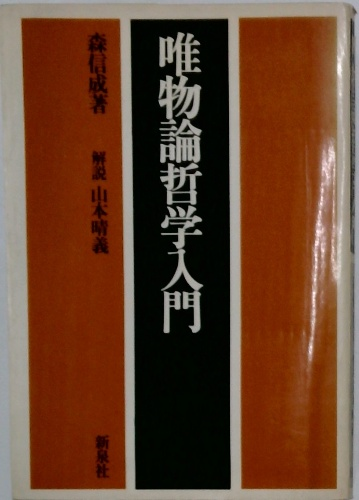 唯物論哲学入門
森信成著
解説 山本晴義
新泉社